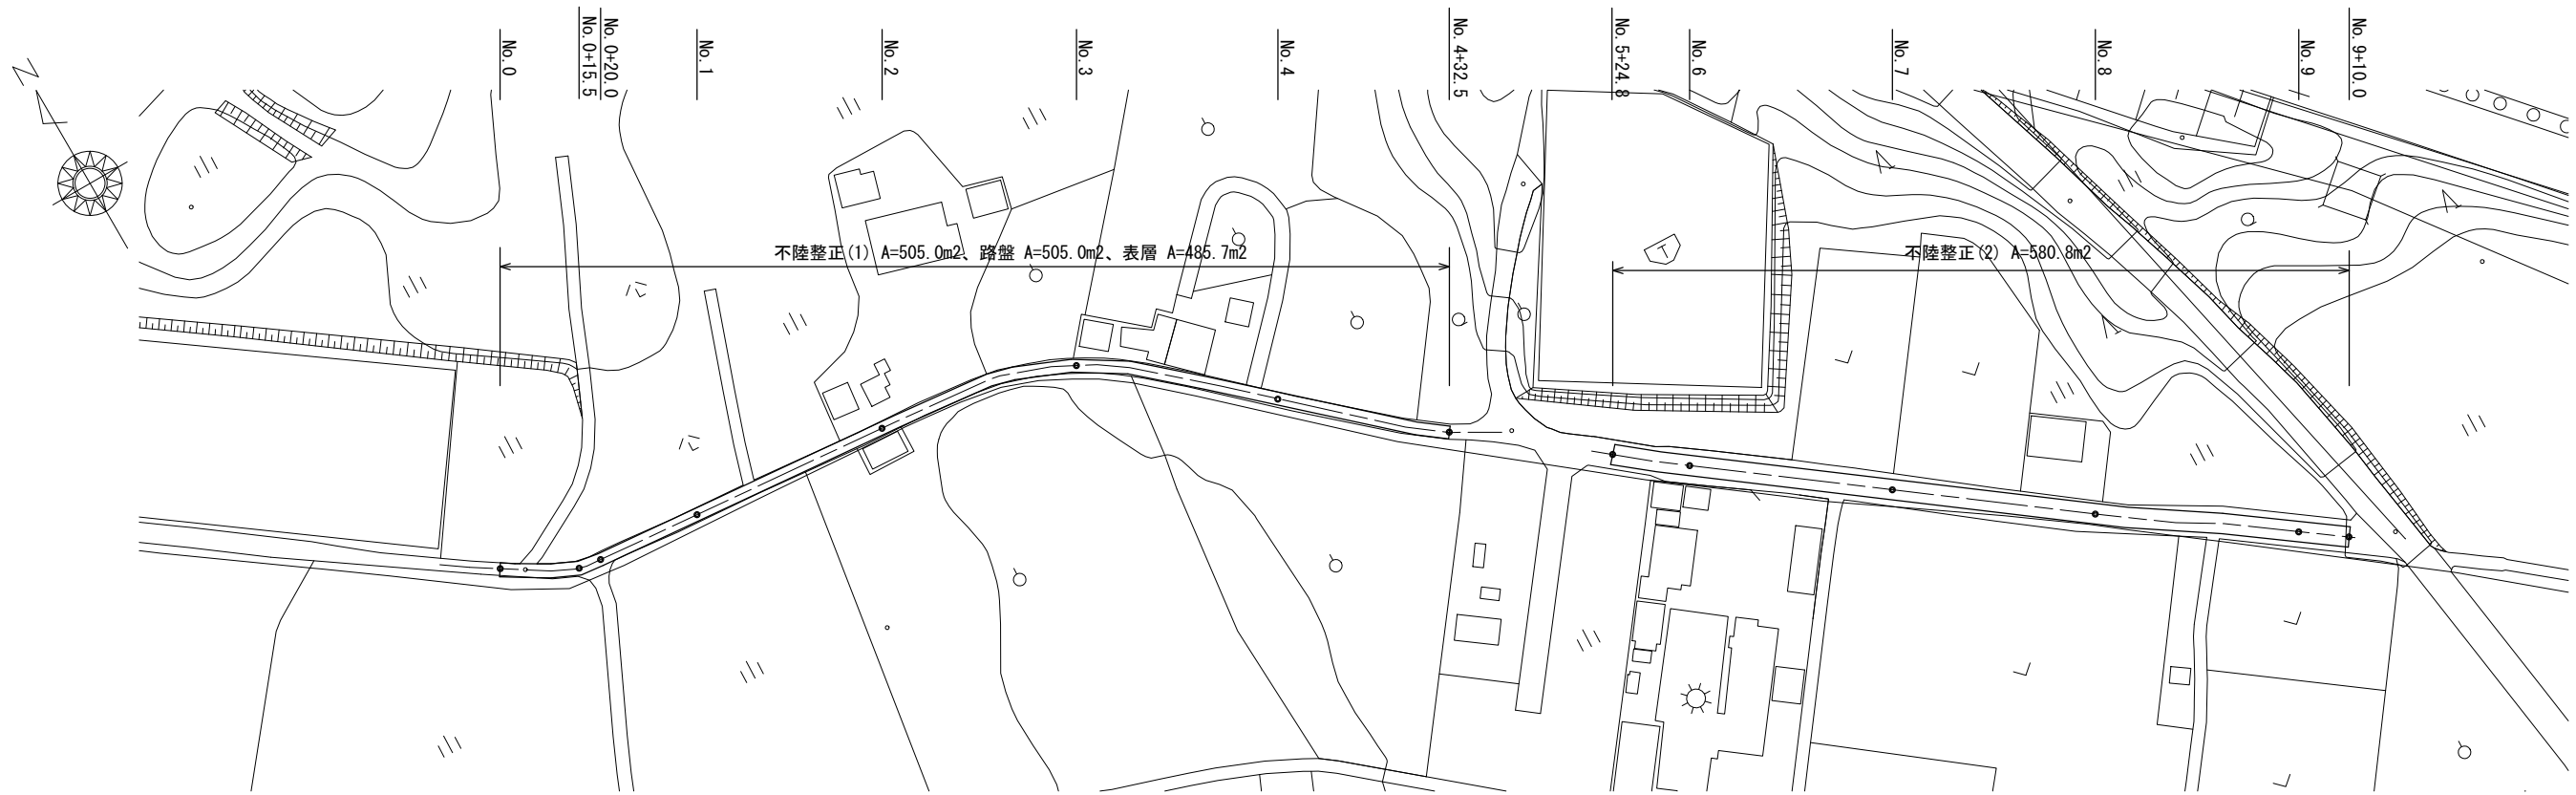 No. 0
No. 0+15.5
No. 0+20.0
No. 1
No. 2
No. 3
No. 4
No. 4+32.5
No. 5+24.8
No. 6
No. 7
No. 8
No. 9
No. 9+10.0
N
不陸整正(1) A=505.0m2、路盤 A=505.0m2、表層 A=485.7m2
不陸整正(2) A=580.8m2